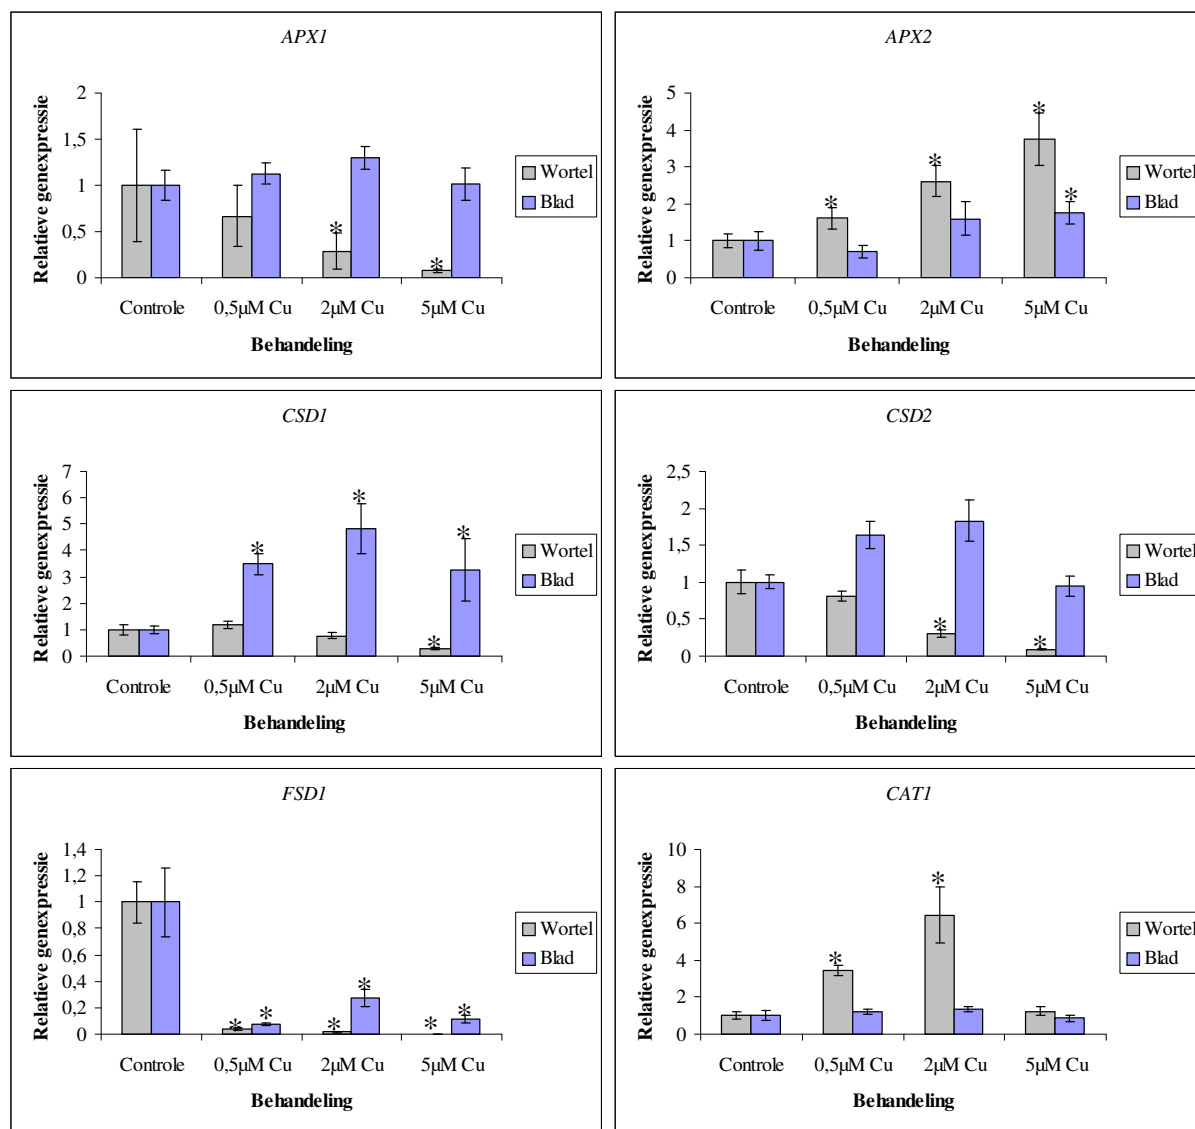 APX1
Relatieve genexpressie
2
1,5
1
0,5
0
*
*
Controle 0,5µM Cu 2µM Cu 5µM Cu
Behandeling
Wortel
Blad
APX2
Relatieve genexpressie
5
4
3
2
1
0
*
*
*
*
Controle 0,5µM Cu 2µM Cu 5µM Cu
Behandeling
Wortel
Blad
CSD1
Relatieve genexpressie
7
6
5
4
3
2
1
0
*
*
*
*
Controle 0,5µM Cu 2µM Cu 5µM Cu
Behandeling
Wortel
Blad
CSD2
Relatieve genexpressie
2,5
2
1,5
1
0,5
0
*
*
Controle 0,5µM Cu 2µM Cu 5µM Cu
Behandeling
Wortel
Blad
FSD1
Relatieve genexpressie
1,4
1,2
1
0,8
0,6
0,4
0,2
0
* *
* *
* *
Controle 0,5µM Cu 2µM Cu 5µM Cu
Behandeling
Wortel
Blad
CAT1
Relatieve genexpressie
10
8
6
4
2
0
*
*
Controle 0,5µM Cu 2µM Cu 5µM Cu
Behandeling
Wortel
Blad